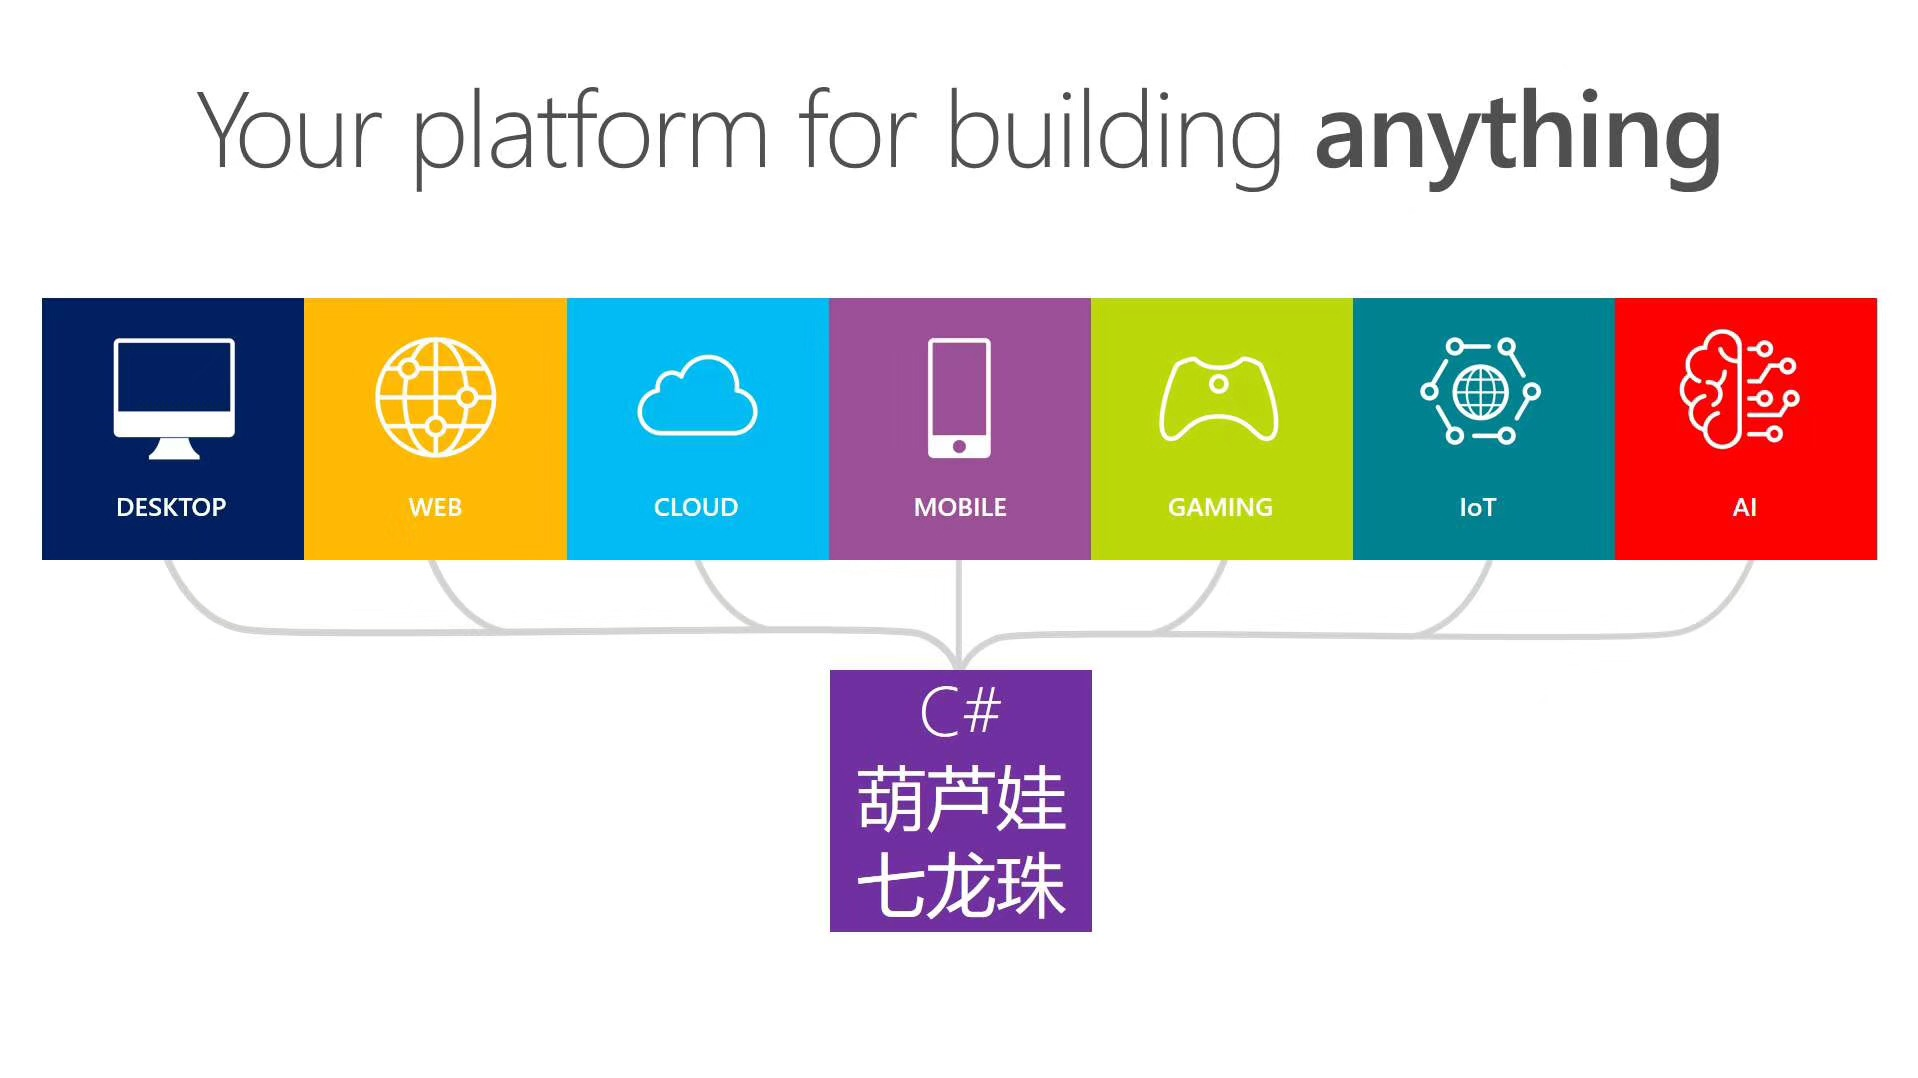 Your platform for building anything
DESKTOP
WEB
CLOUD
MOBILE
GAMING
IoT
AI
C#
葫芦娃
七龙珠